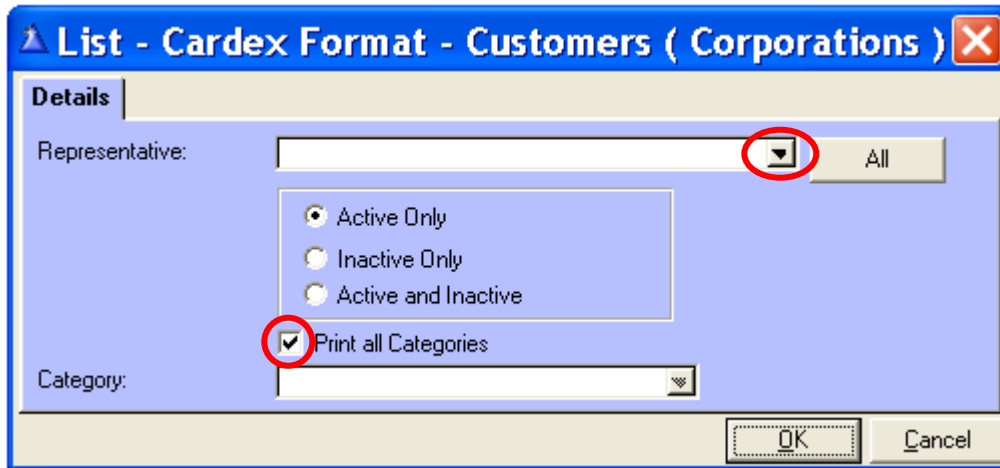 List - Cardex Format - Customers ( Corporations )
Details
Representative:
All
Active Only
Inactive Only
Active and Inactive
Print all Categories
Category:
OK
Cancel